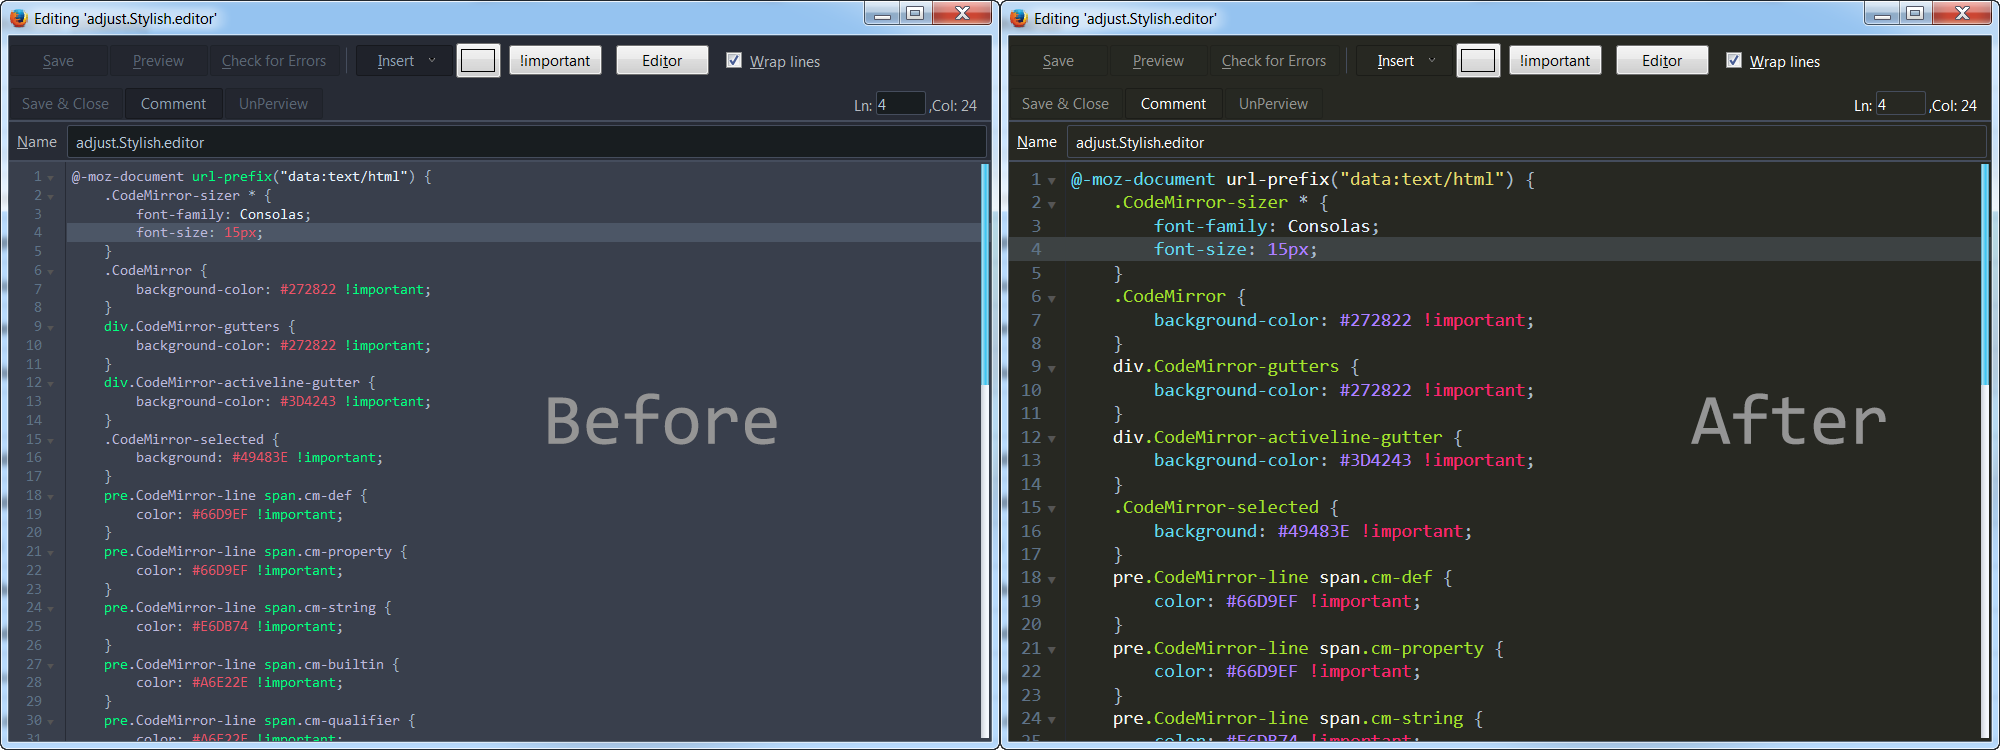 Editing 'adjust.Stylish.editor'
Save Preview Check for Errors Insert !important Editor Wrap lines
Save & Close Comment UnPerview Ln: 4 ,Col: 24
Name adjust.Stylish.editor
1 @-moz-document url-prefix("data:text/html") {
2 .CodeMirror-sizer * {
3 font-family: Consolas;
4 font-size: 15px;
5 }
6 .CodeMirror {
7 background-color: #272822 !important;
8 }
9 div.CodeMirror-gutters {
10 background-color: #272822 !important;
11 }
12 div.CodeMirror-activeline-gutter {
13 background-color: #3D4243 !important;
14 }
15 .CodeMirror-selected {
16 background: #49483E !important;
17 }
18 pre.CodeMirror-line span.cm-def {
19 color: #66D9EF !important;
20 }
21 pre.CodeMirror-line span.cm-property {
22 color: #66D9EF !important;
23 }
24 pre.CodeMirror-line span.cm-string {
25 color: #E6DB74 !important;
26 }
27 pre.CodeMirror-line span.cm-builtin {
28 color: #A6E22E !important;
29 }
30 pre.CodeMirror-line span.cm-qualifier {
31 color: #A6E22E !important;
Before
Editing 'adjust.Stylish.editor'
Save Preview Check for Errors Insert !important Editor Wrap lines
Save & Close Comment UnPerview Ln: 4 ,Col: 24
Name adjust.Stylish.editor
1 @-moz-document url-prefix("data:text/html") {
2 .CodeMirror-sizer * {
3 font-family: Consolas;
4 font-size: 15px;
5 }
6 .CodeMirror {
7 background-color: #272822 !important;
8 }
9 div.CodeMirror-gutters {
10 background-color: #272822 !important;
11 }
12 div.CodeMirror-activeline-gutter {
13 background-color: #3D4243 !important;
14 }
15 .CodeMirror-selected {
16 background: #49483E !important;
17 }
18 pre.CodeMirror-line span.cm-def {
19 color: #66D9EF !important;
20 }
21 pre.CodeMirror-line span.cm-property {
22 color: #66D9EF !important;
23 }
24 pre.CodeMirror-line span.cm-string {
25 color: #E6DB74 !important;
After